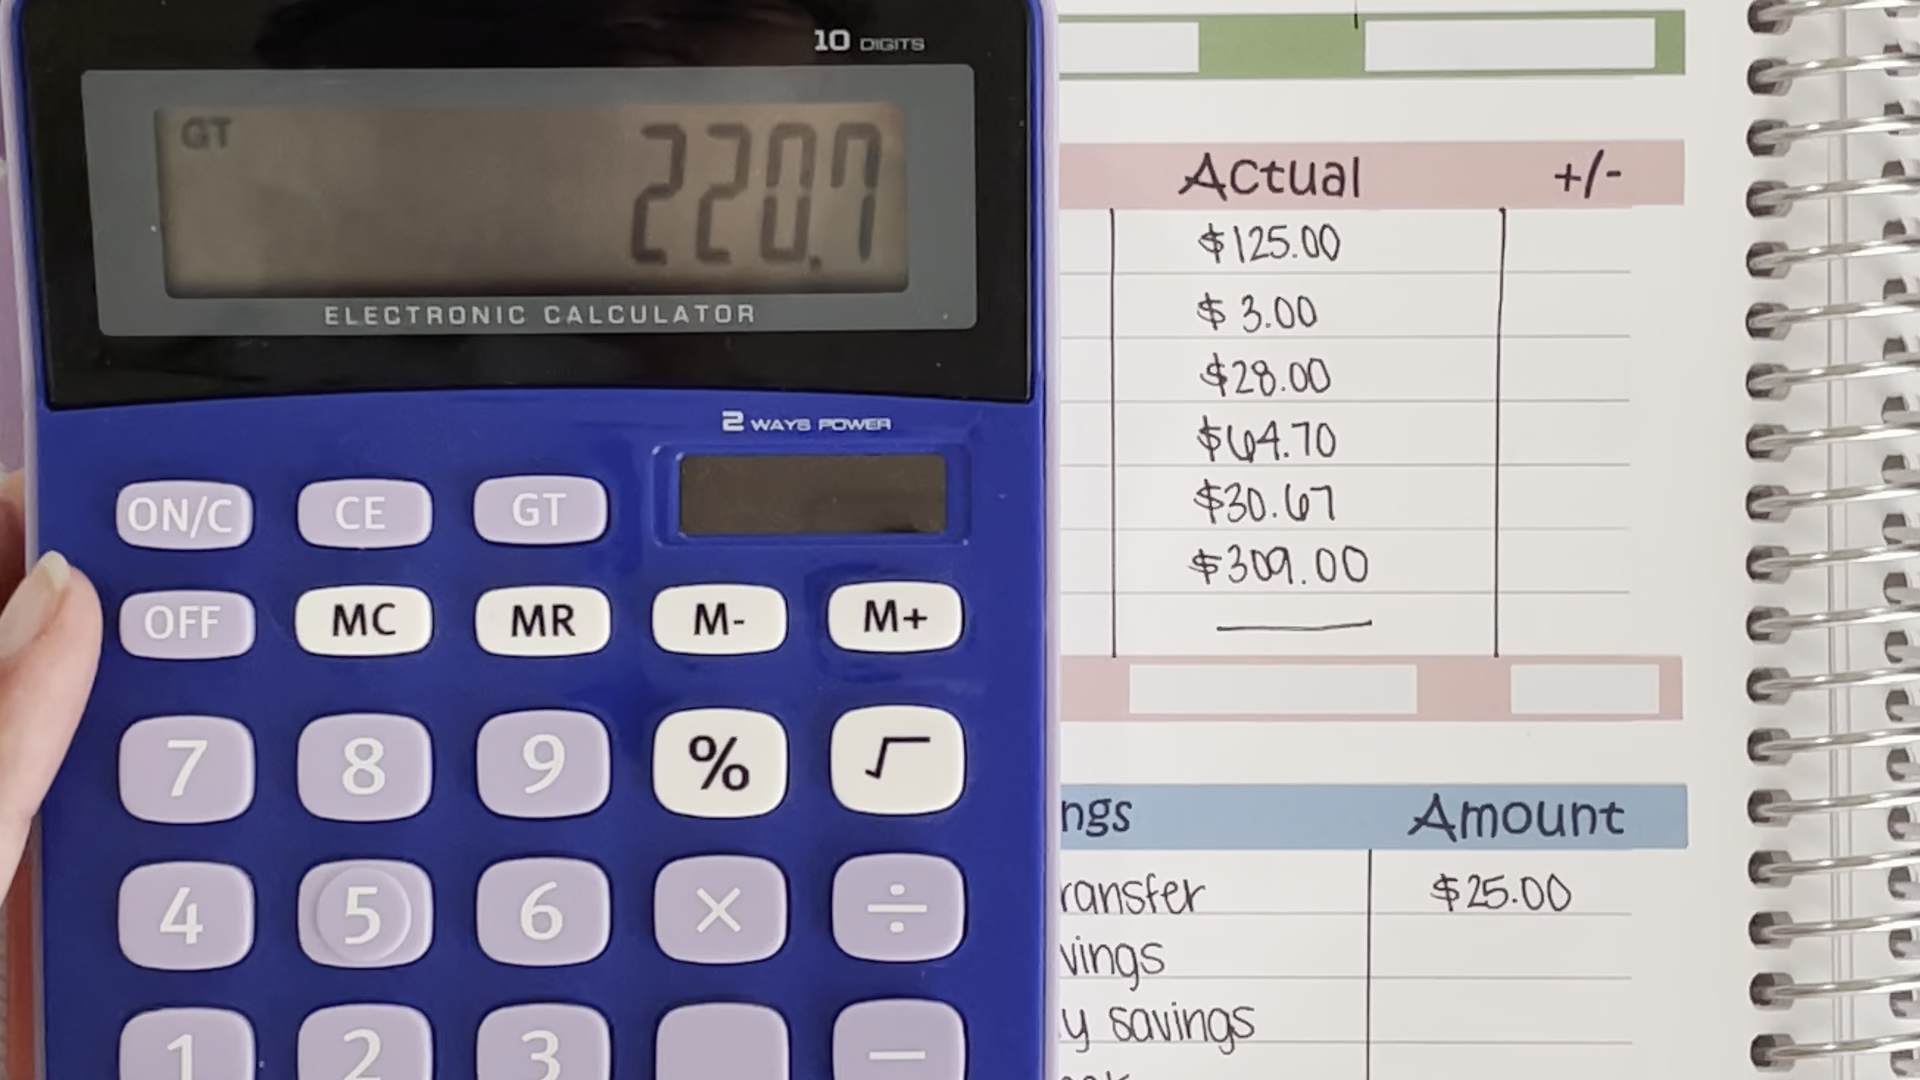 10 DIGITS
GT
220.7
ELECTRONIC CALCULATOR
2 WAYS POWER
ON/C CE GT
OFF MC MR M- M+
7 8 9 % √
4 5 6 × ÷
1 2 3 −
Actual +/-
$125.00
$ 3.00
$28.00
$64.70
$30.67
$309.00
ngs Amount
ransfer $25.00
vings
y savings